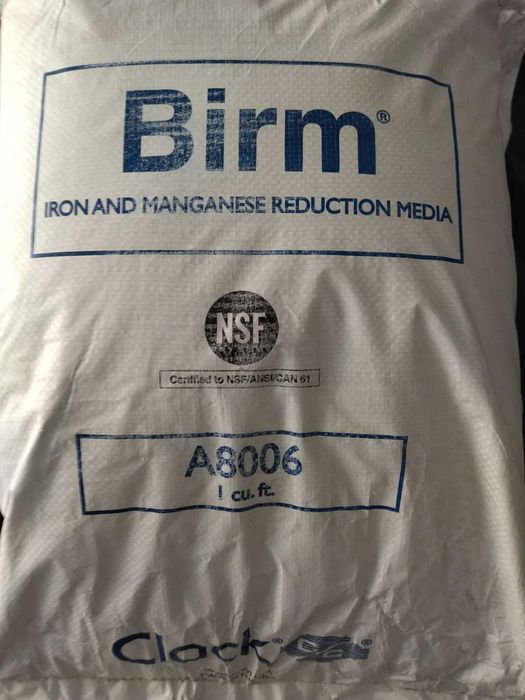 Birm®
IRON AND MANGANESE REDUCTION MEDIA
NSF
Certified to NSF/ANSI/CAN 61
A8006
1 cu. ft.
Clack® ®